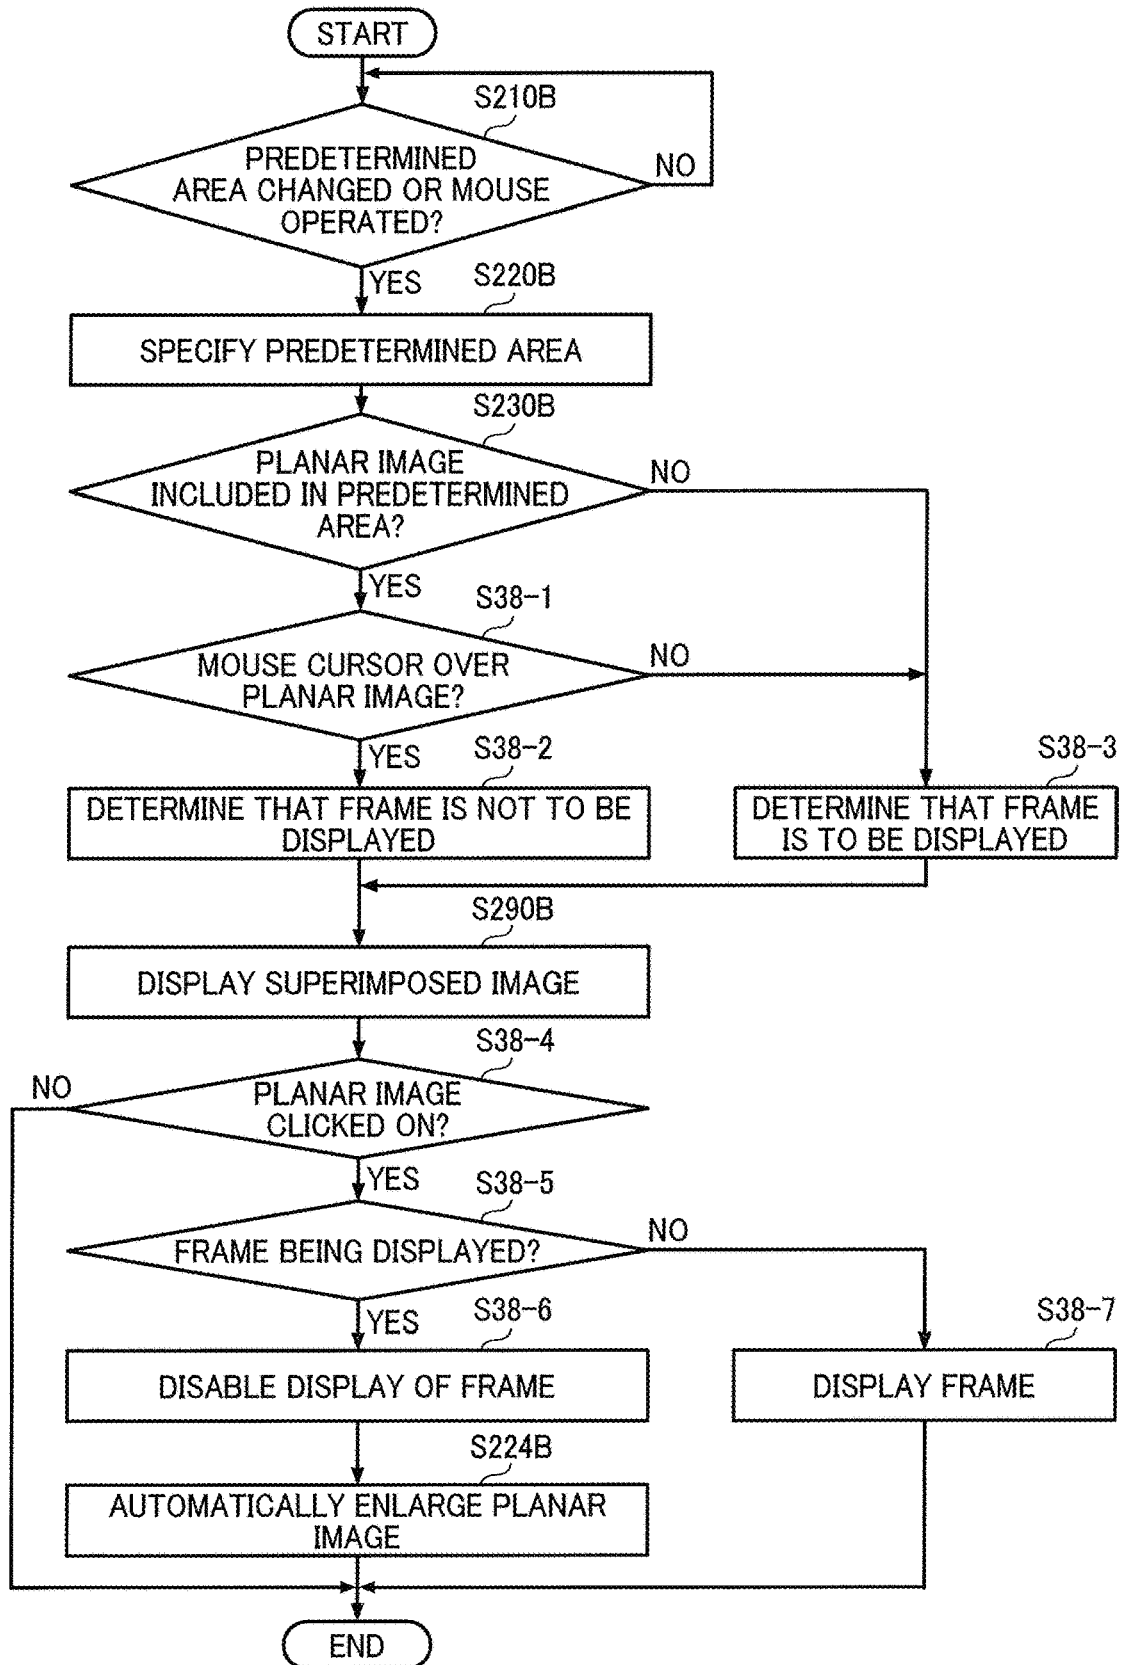 START
S210B
PREDETERMINED
AREA CHANGED OR MOUSE
OPERATED?
NO
YES
S220B
SPECIFY PREDETERMINED AREA
S230B
PLANAR IMAGE
INCLUDED IN PREDETERMINED
AREA?
NO
YES
S38-1
MOUSE CURSOR OVER
PLANAR IMAGE?
NO
YES
S38-2
DETERMINE THAT FRAME IS NOT TO BE
DISPLAYED
S38-3
DETERMINE THAT FRAME
IS TO BE DISPLAYED
S290B
DISPLAY SUPERIMPOSED IMAGE
S38-4
NO
PLANAR IMAGE
CLICKED ON?
YES
S38-5
FRAME BEING DISPLAYED?
NO
YES
S38-6
DISABLE DISPLAY OF FRAME
S38-7
DISPLAY FRAME
S224B
AUTOMATICALLY ENLARGE PLANAR
IMAGE
END